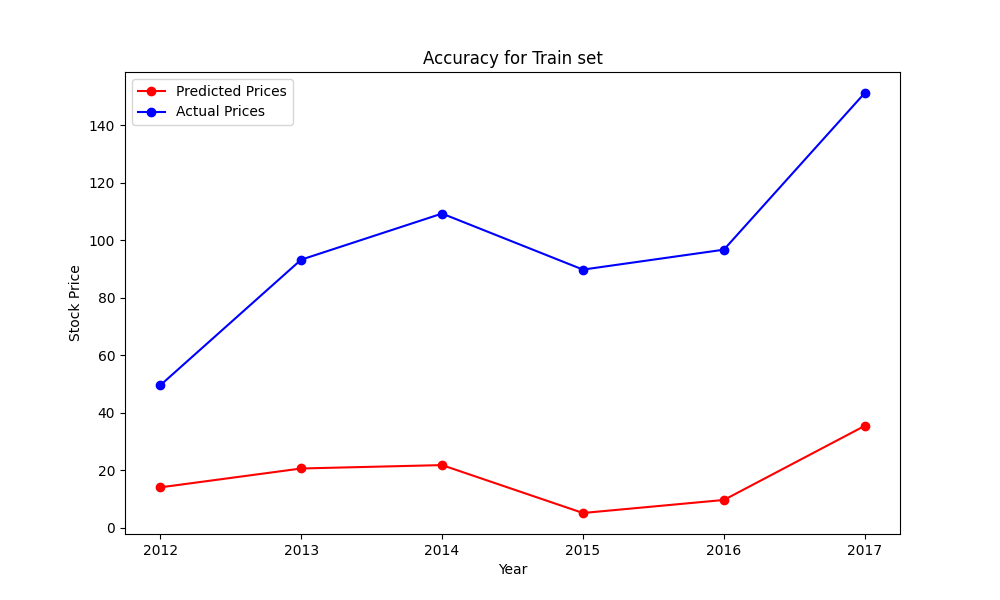 Accuracy for Train set
Predicted Prices
Actual Prices
140
120
100
80
60
40
20
0
Stock Price
2012 2013 2014 2015 2016 2017
Year